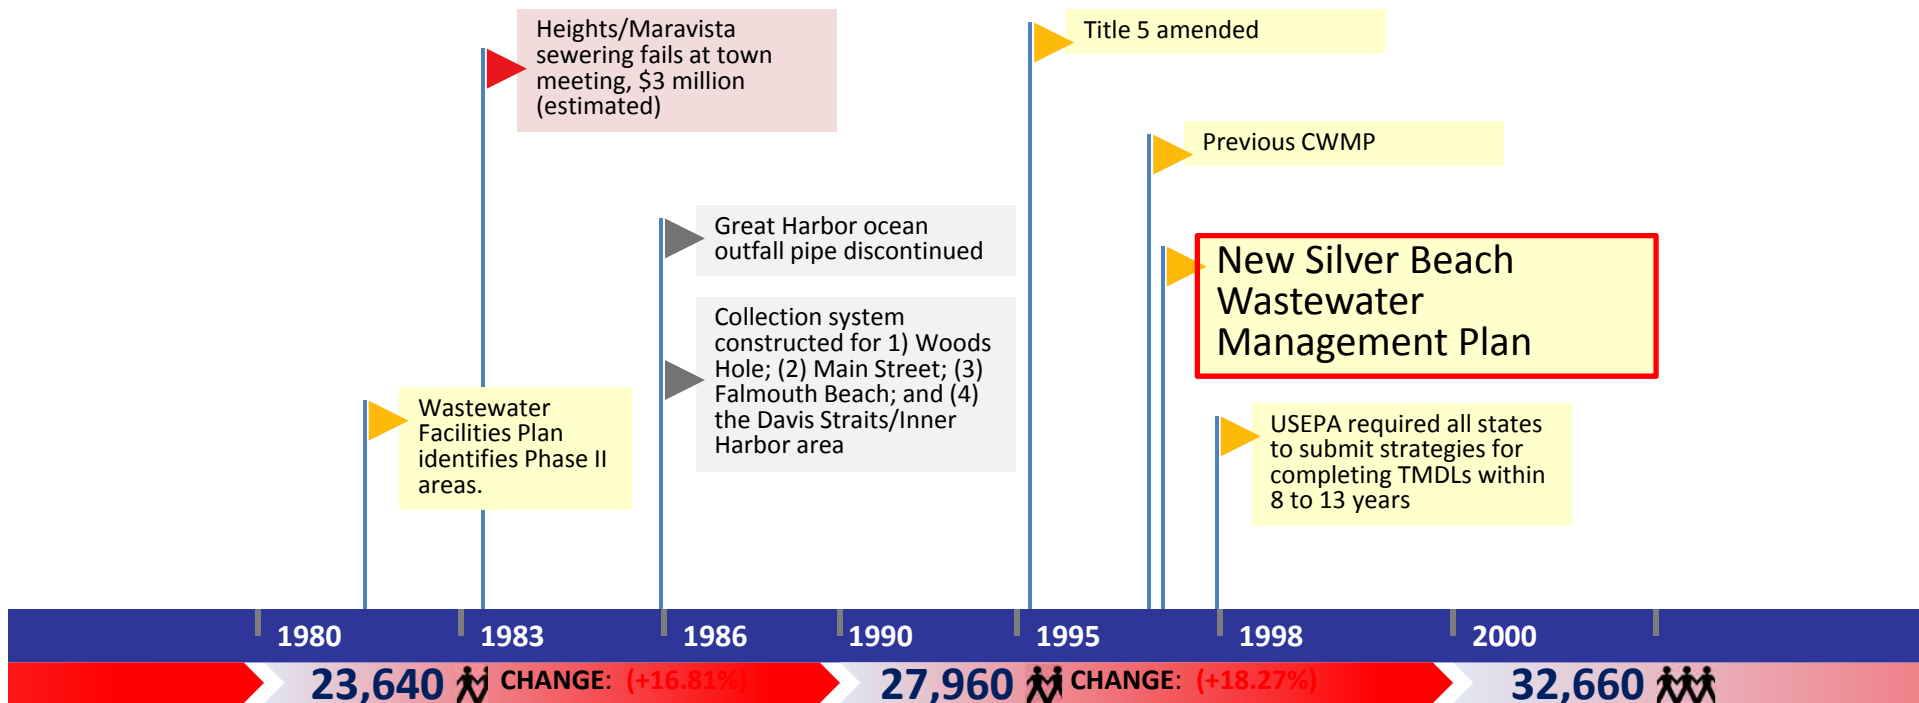 Heights/Maravista
sewering fails at town
meeting, $3 million
(estimated)
Title 5 amended
Previous CWMP
Great Harbor ocean
outfall pipe discontinued
New Silver Beach
Wastewater
Management Plan
Collection system
constructed for 1) Woods
Hole; (2) Main Street; (3)
Falmouth Beach; and (4)
the Davis Straits/Inner
Harbor area
Wastewater
Facilities Plan
identifies Phase II
areas.
USEPA required all states
to submit strategies for
completing TMDLs within
8 to 13 years
1980 1983 1986 1990 1995 1998 2000
23,640 CHANGE: (+16.81%) 27,960 CHANGE: (+18.27%) 32,660